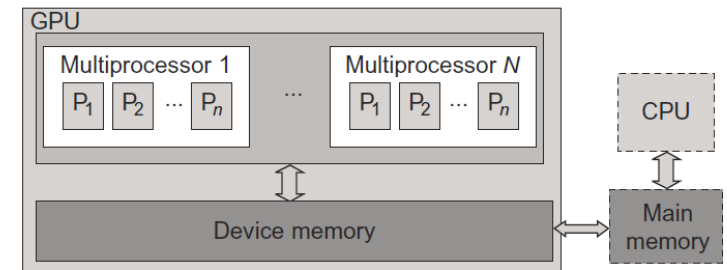 GPU
Multiprocessor 1
P1 P2 ... Pn
...
Multiprocessor N
P1 P2 ... Pn
CPU
Device memory
Main
memory